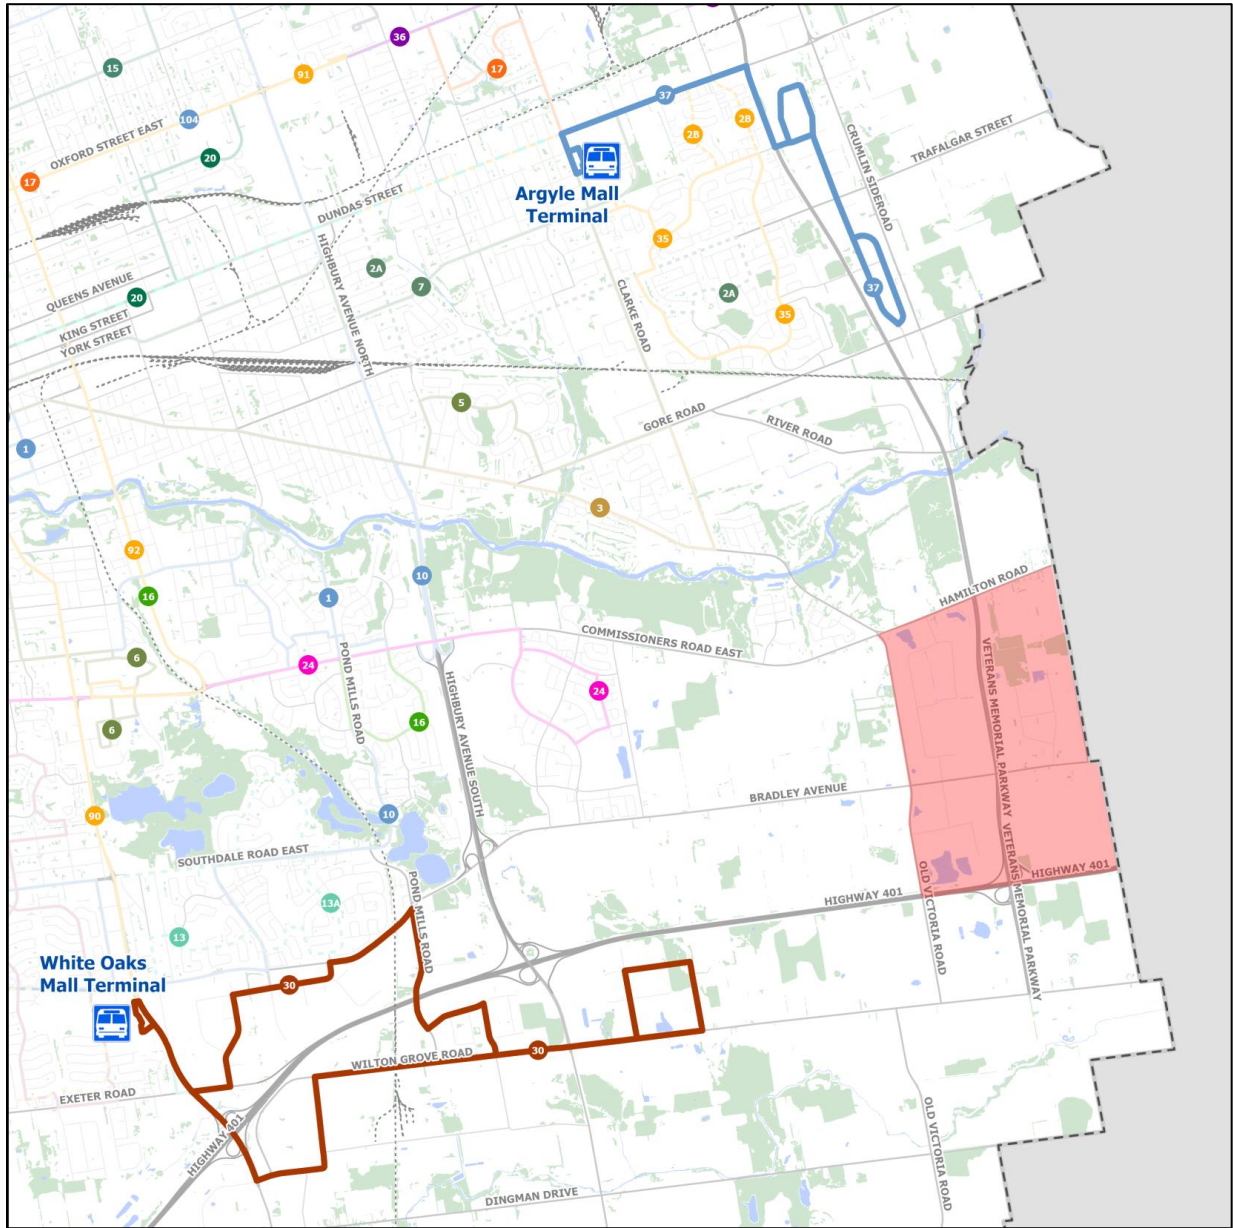 36
15
17
91
37
104
2B
2B
OXFORD STREET EAST
20
CRUMLIN SIDEROAD
TRAFALGAR STREET
17
DUNDAS STREET
Argyle Mall
Terminal
35
HIGHBURY AVENUE NORTH
2A
7
QUEENS AVENUE
20
KING STREET
YORK STREET
CLARKE ROAD
2A
37
35
5
GORE ROAD
RIVER ROAD
1
3
92
10
16
1
HAMILTON ROAD
COMMISSIONERS ROAD EAST
6
24
POND MILLS ROAD
24
16
6
HIGHBURY AVENUE SOUTH
VETERANS MEMORIAL PARKWAY
BRADLEY AVENUE
90
10
SOUTHDALE ROAD EAST
VETERANS MEMORIAL PARKWAY
HIGHWAY 401
OLD VICTORIA ROAD
HIGHWAY 401
13A
POND MILLS ROAD
13
White Oaks
Mall Terminal
30
30
WILTON GROVE ROAD
EXETER ROAD
HIGHWAY 401
OLD VICTORIA ROAD
DINGMAN DRIVE